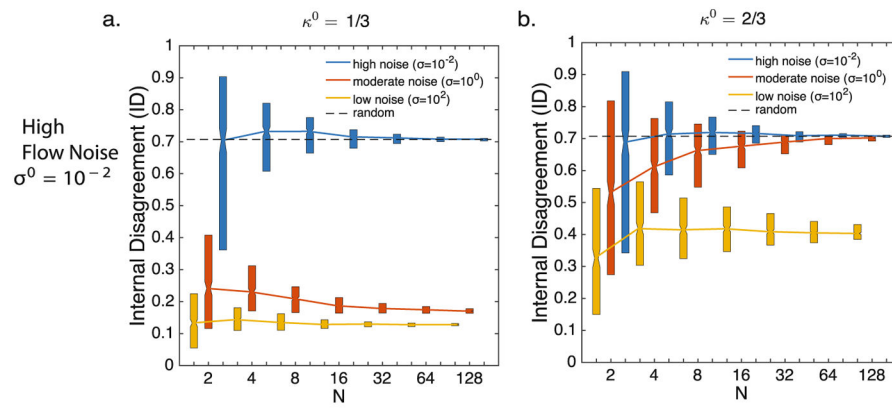 a.
κ⁰ = 1/3
b.
κ⁰ = 2/3
High
Flow Noise
σ⁰ = 10⁻²
Internal Disagreement (ID)
1
0.9
0.8
0.7
0.6
0.5
0.4
0.3
0.2
0.1
0
high noise (σ=10⁻²)
moderate noise (σ=10⁰)
low noise (σ=10²)
random
2 4 8 16 32 64 128
N
Internal Disagreement (ID)
1
0.9
0.8
0.7
0.6
0.5
0.4
0.3
0.2
0.1
0
high noise (σ=10⁻²)
moderate noise (σ=10⁰)
low noise (σ=10²)
random
2 4 8 16 32 64 128
N